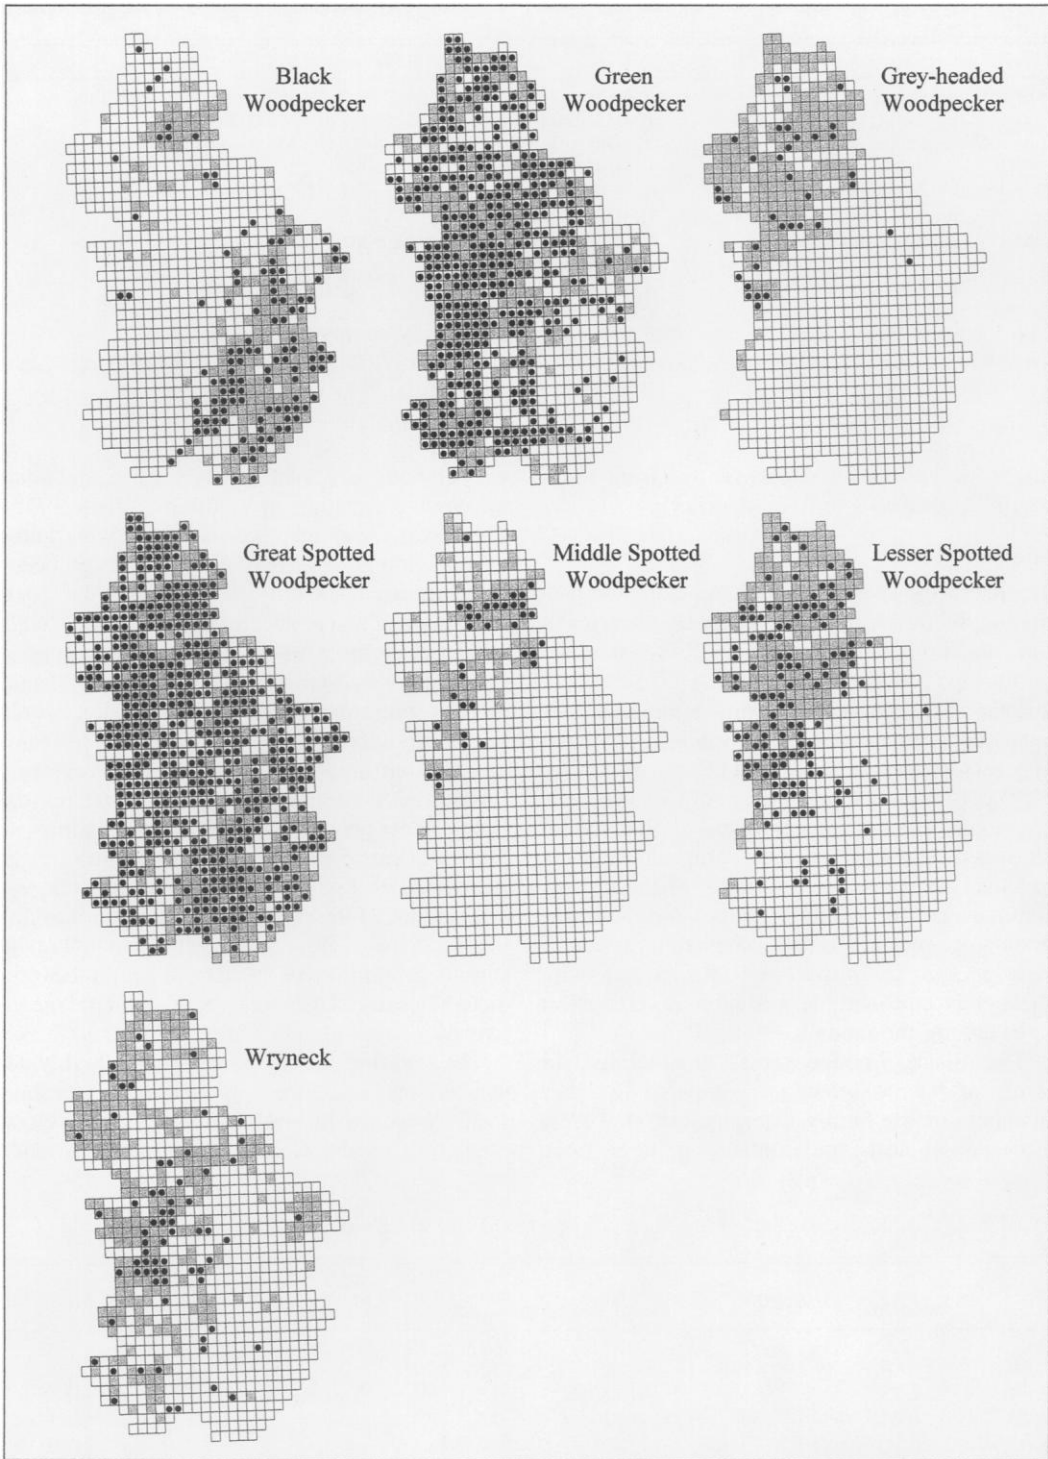 Black
Woodpecker
Green
Woodpecker
Grey-headed
Woodpecker
Great Spotted
Woodpecker
Middle Spotted
Woodpecker
Lesser Spotted
Woodpecker
Wryneck